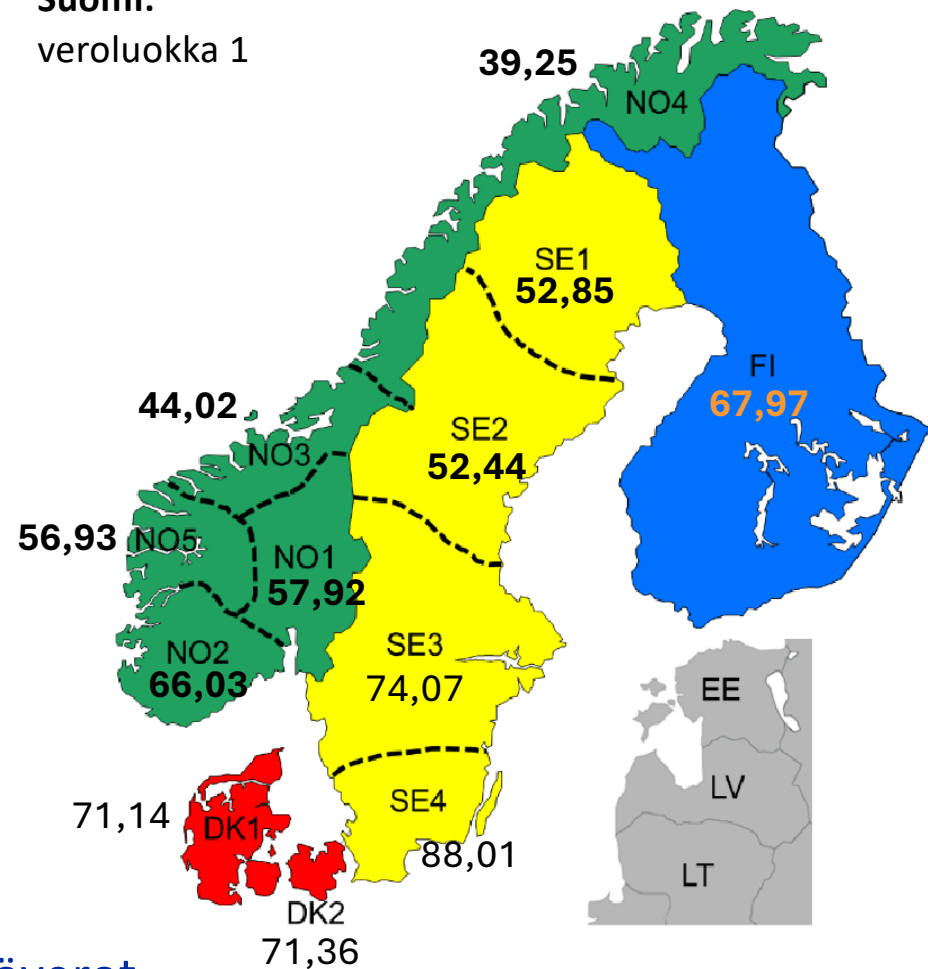 Suomi:
veroluokka 1
39,25
NO4
SE1
52,85
FI
67,97
44,02
SE2
52,44
NO3
56,93 NO5
NO1
57,92
NO2
66,03
SE3
74,07
EE
71,14
DK1
SE4
88,01
LV
LT
DK2
71,36